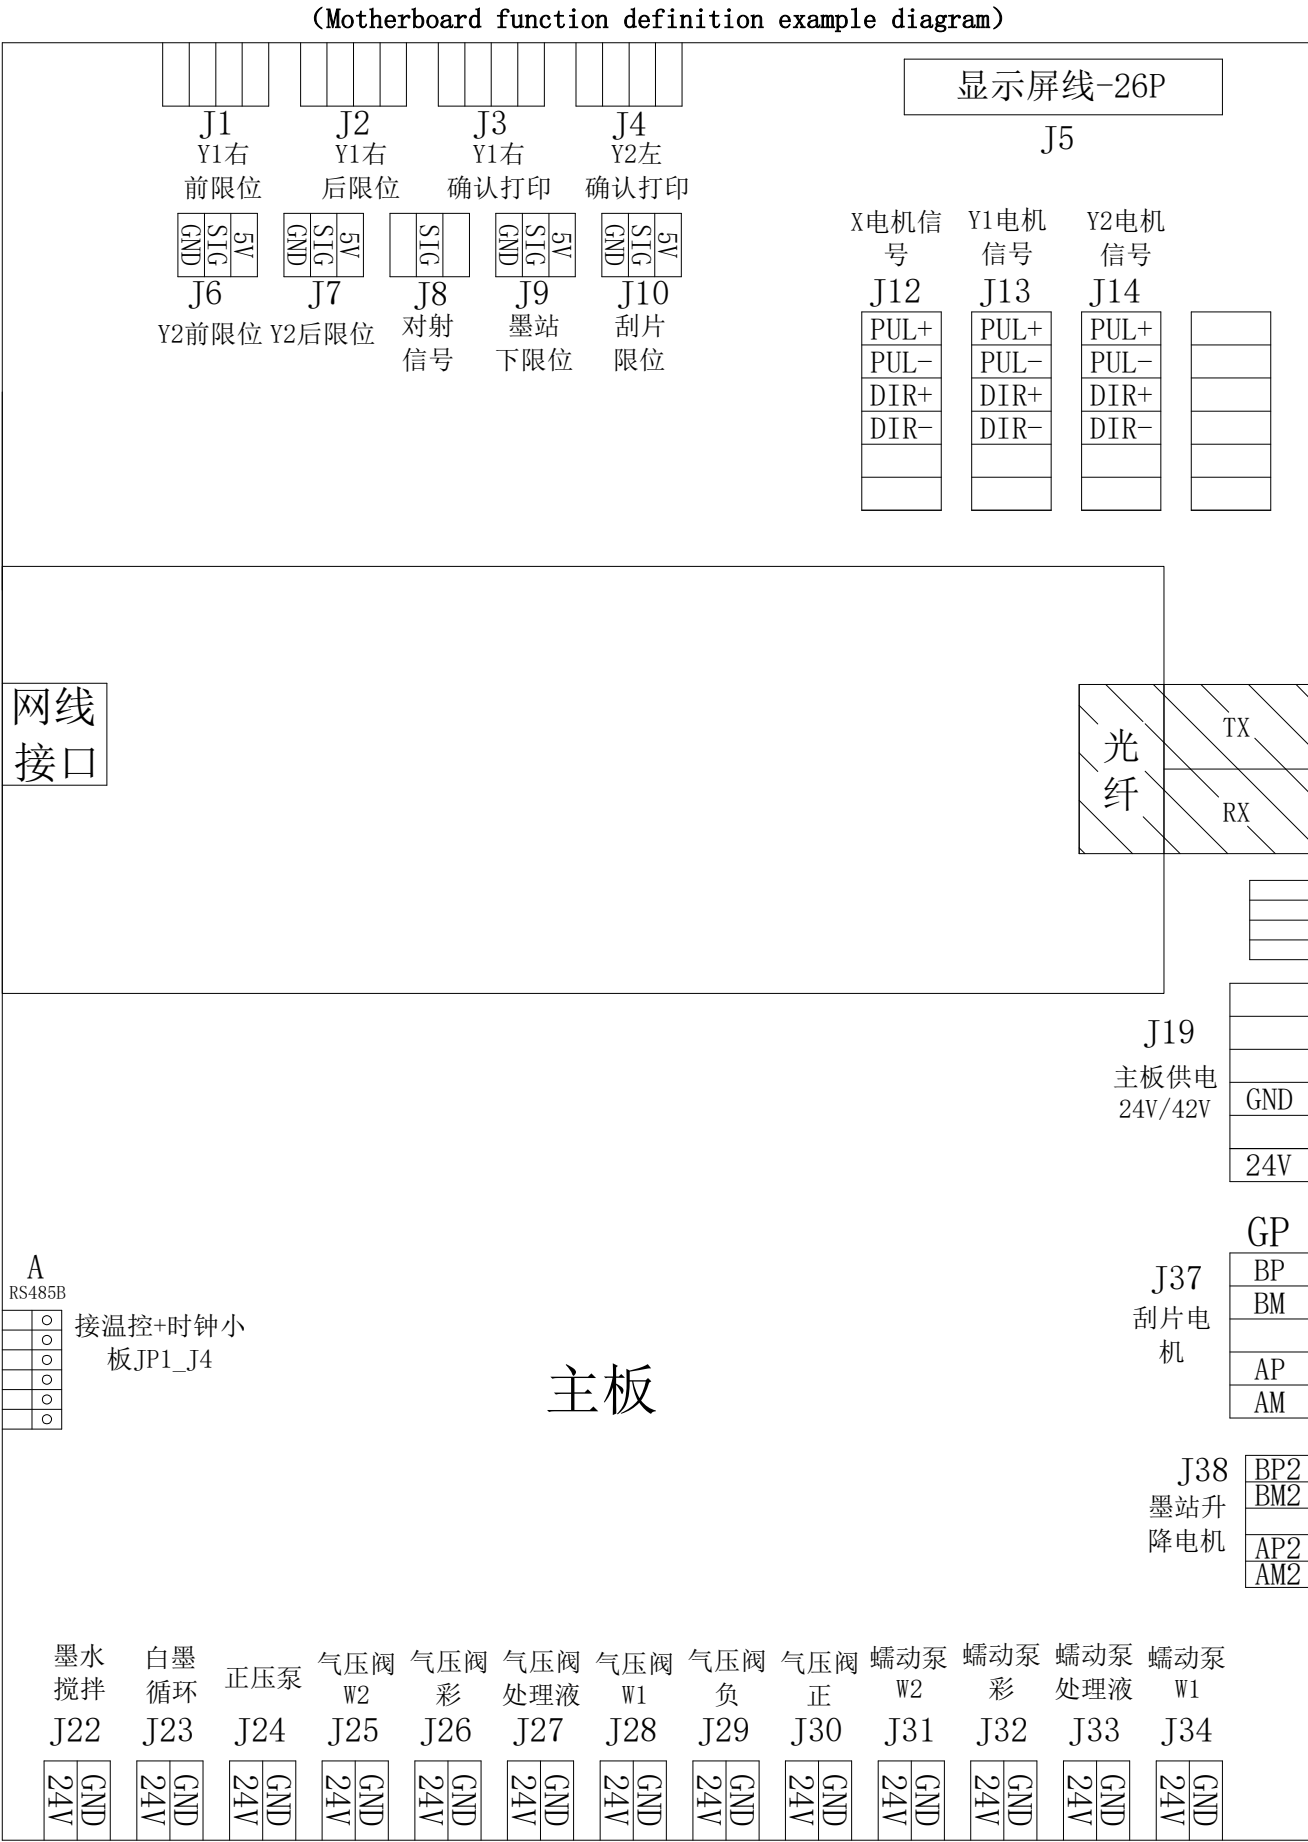 （Motherboard function definition example diagram）
显示屏线-26P
J5
J1
Y1右
前限位
J2
Y1右
后限位
J3
Y1右
确认打印
J4
Y2左
确认打印
GND
SIG
5V
J6
Y2前限位
GND
SIG
5V
J7
Y2后限位
SIG
J8
对射
信号
GND
SIG
5V
J9
墨站
下限位
GND
SIG
5V
J10
刮片
限位
X电机信
号
J12
PUL+
PUL-
DIR+
DIR-
Y1电机
信号
J13
PUL+
PUL-
DIR+
DIR-
Y2电机
信号
J14
PUL+
PUL-
DIR+
DIR-
网线
接口
光
纤
TX
RX
J19
主板供电
24V/42V
GND
24V
A
RS485B
接温控+时钟小
板JP1_J4
主板
GP
J37
刮片电
机
BP
BM
AP
AM
J38
墨站升
降电机
BP2
BM2
AP2
AM2
墨水
搅拌
J22
24V
GND
白墨
循环
J23
24V
GND
正压泵
J24
24V
GND
气压阀
W2
J25
24V
GND
气压阀
彩
J26
24V
GND
气压阀
处理液
J27
24V
GND
气压阀
W1
J28
24V
GND
气压阀
负
J29
24V
GND
气压阀
正
J30
24V
GND
蠕动泵
W2
J31
24V
GND
蠕动泵
彩
J32
24V
GND
蠕动泵
处理液
J33
24V
GND
蠕动泵
W1
J34
24V
GND